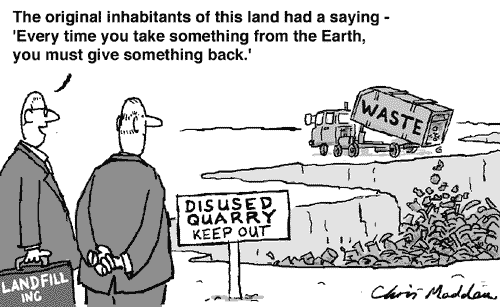 The original inhabitants of this land had a saying -
'Every time you take something from the Earth,
you must give something back.'
WASTE
DISUSED
QUARRY
KEEP OUT
LANDFILL
INC
Chris Madden